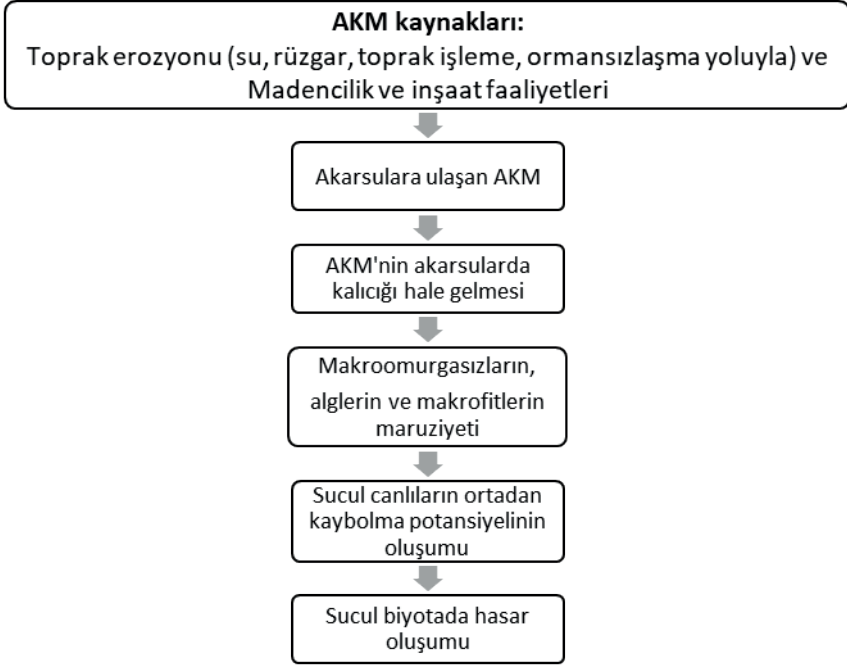 AKM kaynakları:
Toprak erozyonu (su, rüzgar, toprak işleme, ormansızlaşma yoluyla) ve
Madencilik ve inşaat faaliyetleri
Akarsulara ulaşan AKM
AKM'nin akarsularda
kalıcığı hale gelmesi
Makroomurgasızların,
alglerin ve makrofitlerin
maruziyeti
Sucul canlıların ortadan
kaybolma potansiyelinin
oluşumu
Sucul biyotada hasar
oluşumu